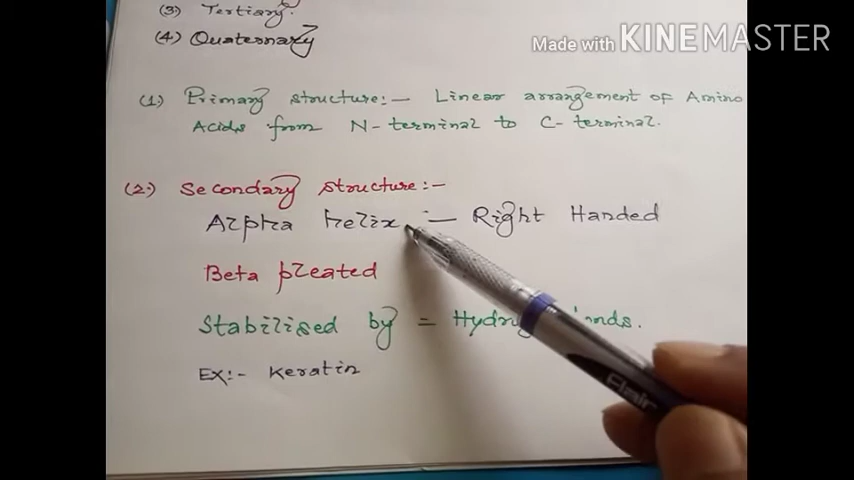 (3) Tertiary.
(4) Quaternary
Made with KINEMASTER
(1) Primary structure:- Linear arrangement of Amino
Acids from N-terminal to C-terminal.
(2.) Secondary structure:-
Alpha helix :- Right Handed
Beta pleated
Stabilised by =
Ex:- Keratin
Flair